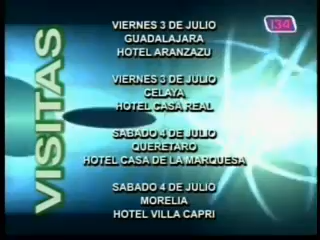 VISITAS
134
VIERNES 3 DE JULIO
GUADALAJARA
HOTEL ARANZAZU
VIERNES 3 DE JULIO
CELAYA
HOTEL CASA REAL
SABADO 4 DE JULIO
QUERETARO
HOTEL CASA DE LA MARQUESA
SABADO 4 DE JULIO
MORELIA
HOTEL VILLA CAPRI